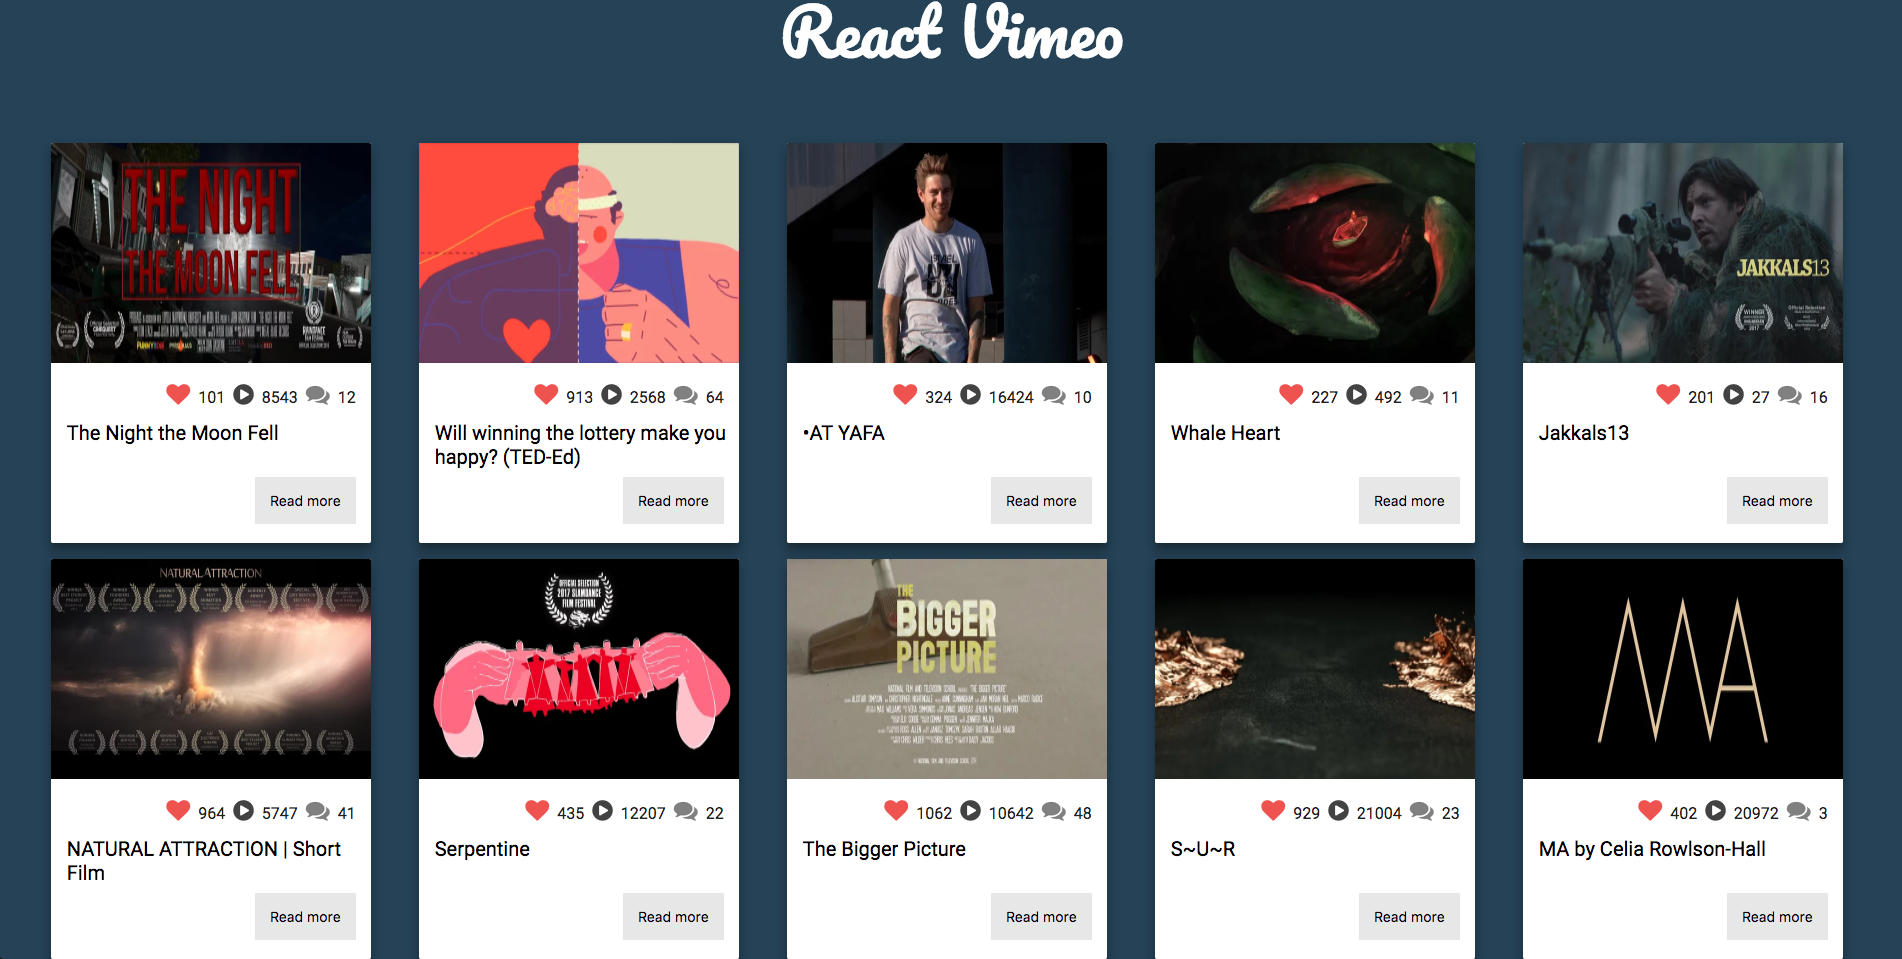 React Vimeo
THE NIGHT
THE MOON FELL
JAKKALS13
WINNER
2017
Official Selection
101 8543 12
The Night the Moon Fell
Read more
913 2568 64
Will winning the lottery make you
happy? (TED-Ed)
Read more
324 16424 10
•AT YAFA
Read more
227 492 11
Whale Heart
Read more
201 27 16
Jakkals13
Read more
NATURAL ATTRACTION
OFFICIAL SELECTION
2017 SLAMDANCE
FILM FESTIVAL
THE
BIGGER
PICTURE
MA
964 5747 41
NATURAL ATTRACTION | Short
Film
Read more
435 12207 22
Serpentine
Read more
1062 10642 48
The Bigger Picture
Read more
929 21004 23
S~U~R
Read more
402 20972 3
MA by Celia Rowlson-Hall
Read more